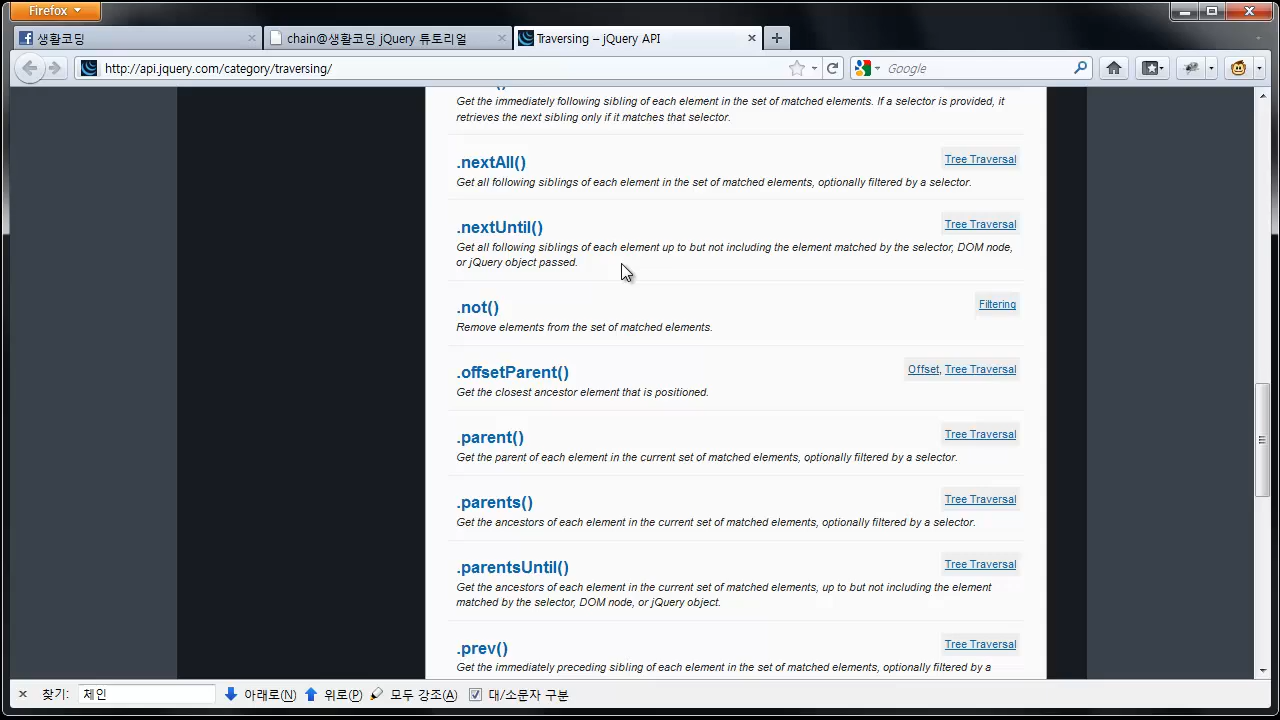 Firefox
생활코딩
chain@생활코딩 jQuery 튜토리얼
Traversing – jQuery API
http://api.jquery.com/category/traversing/
Google
Get the immediately following sibling of each element in the set of matched elements. If a selector is provided, it
retrieves the next sibling only if it matches that selector.
.nextAll()
Tree Traversal
Get all following siblings of each element in the set of matched elements, optionally filtered by a selector.
.nextUntil()
Tree Traversal
Get all following siblings of each element up to but not including the element matched by the selector, DOM node,
or jQuery object passed.
.not()
Filtering
Remove elements from the set of matched elements.
.offsetParent()
Offset, Tree Traversal
Get the closest ancestor element that is positioned.
.parent()
Tree Traversal
Get the parent of each element in the current set of matched elements, optionally filtered by a selector.
.parents()
Tree Traversal
Get the ancestors of each element in the current set of matched elements, optionally filtered by a selector.
.parentsUntil()
Tree Traversal
Get the ancestors of each element in the current set of matched elements, up to but not including the element
matched by the selector, DOM node, or jQuery object.
.prev()
Tree Traversal
Get the immediately preceding sibling of each element in the set of matched elements, optionally filtered by a
찾기: 체인 아래로(N) 위로(P) 모두 강조(A) 대/소문자 구분